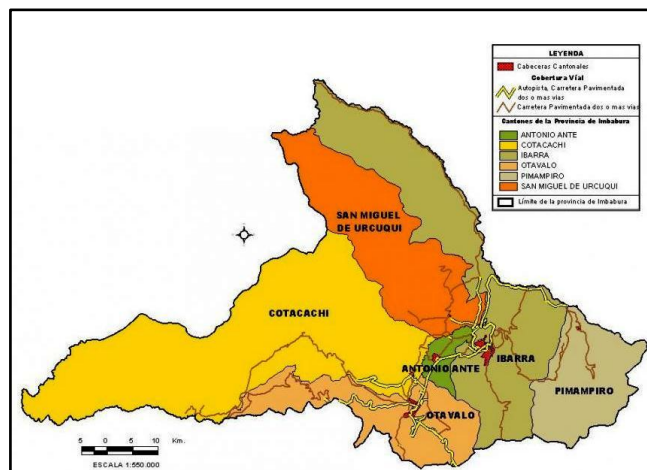 LEYENDA
Cabeceras Cantonales
Cobertura Víal
Autopista, Carretera Pavimentada
dos o mas vias
Carretera Pavimentada dos o mas vias
Cantones de la Provincia de Imbabura
ANTONIO ANTE
COTACACHI
IBARRA
OTAVALO
PIMAMPIRO
SAN MIGUEL DE URCUQUI
Límite de la provincia de Imbabura
SAN MIGUEL
DE URCUQUI
COTACACHI
ANTONIO ANTE
IBARRA
PIMAMPIRO
OTAVALO
5 0 5 10 Km.
ESCALA 1:550.000